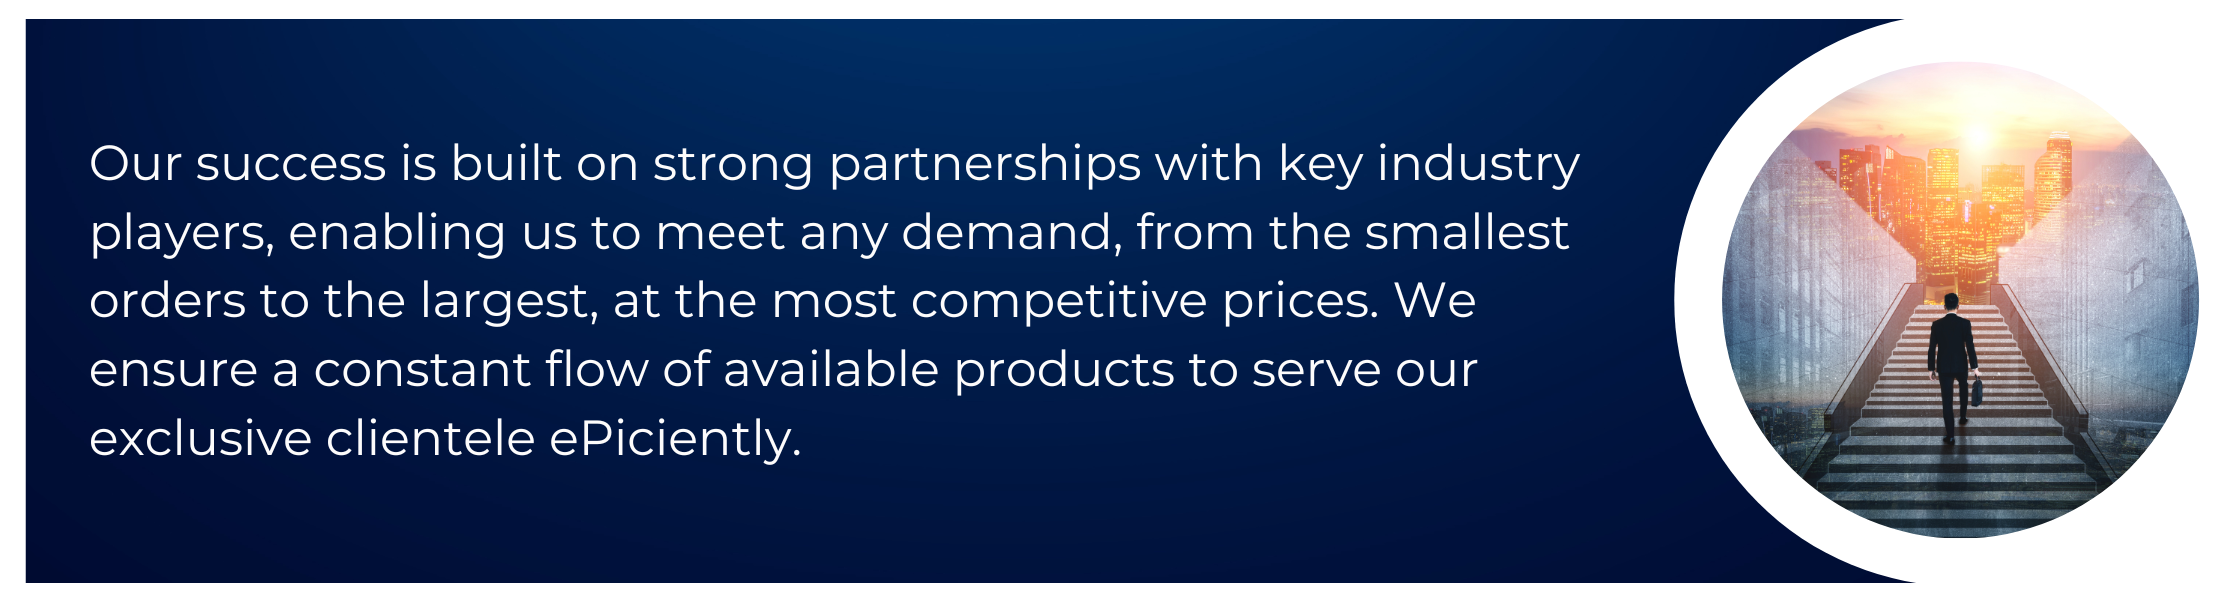 Our success is built on strong partnerships with key industry
players, enabling us to meet any demand, from the smallest
orders to the largest, at the most competitive prices. We
ensure a constant flow of available products to serve our
exclusive clientele ePiciently.